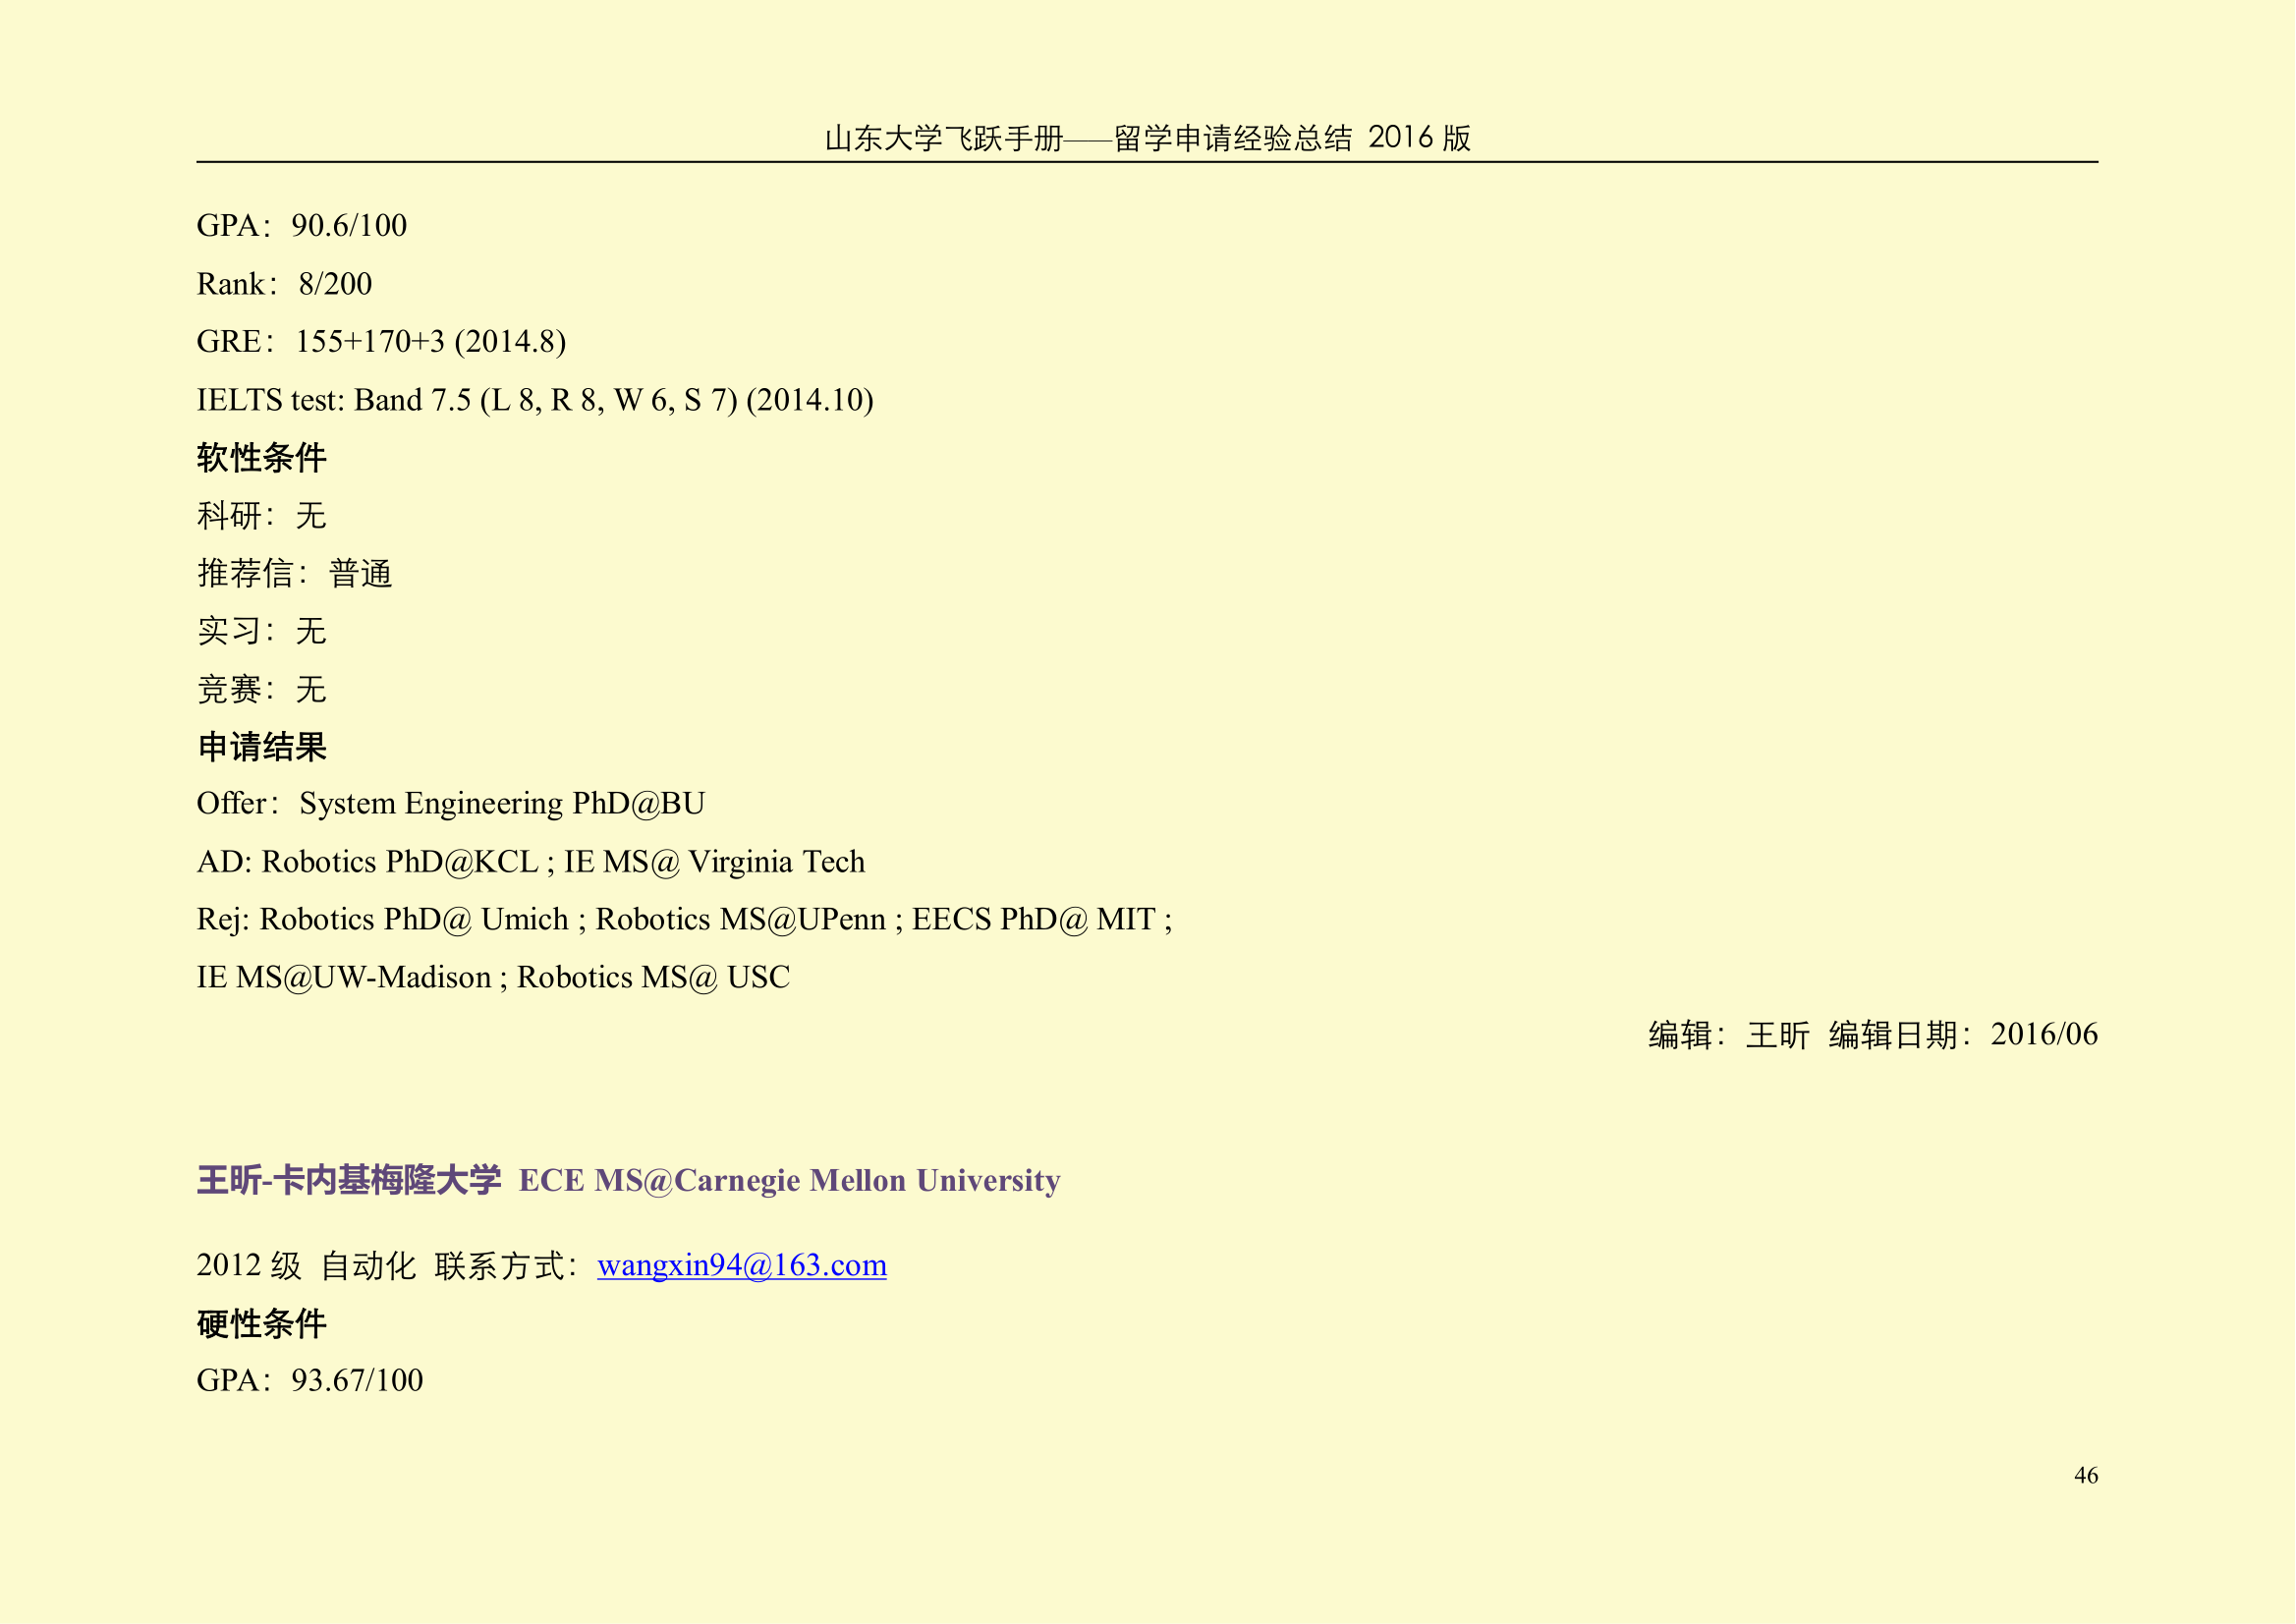 山东大学飞跃手册——留学申请经验总结 2016 版
GPA：90.6/100
Rank：8/200
GRE：155+170+3 (2014.8)
IELTS test: Band 7.5 (L 8, R 8, W 6, S 7) (2014.10)
软性条件
科研：无
推荐信：普通
实习：无
竞赛：无
申请结果
Offer：System Engineering PhD@BU
AD: Robotics PhD@KCL ; IE MS@ Virginia Tech
Rej: Robotics PhD@ Umich ; Robotics MS@UPenn ; EECS PhD@ MIT ;
IE MS@UW-Madison ; Robotics MS@ USC
编辑：王昕 编辑日期：2016/06
王昕-卡内基梅隆大学 ECE MS@Carnegie Mellon University
2012 级 自动化 联系方式：wangxin94@163.com
硬性条件
GPA：93.67/100
46